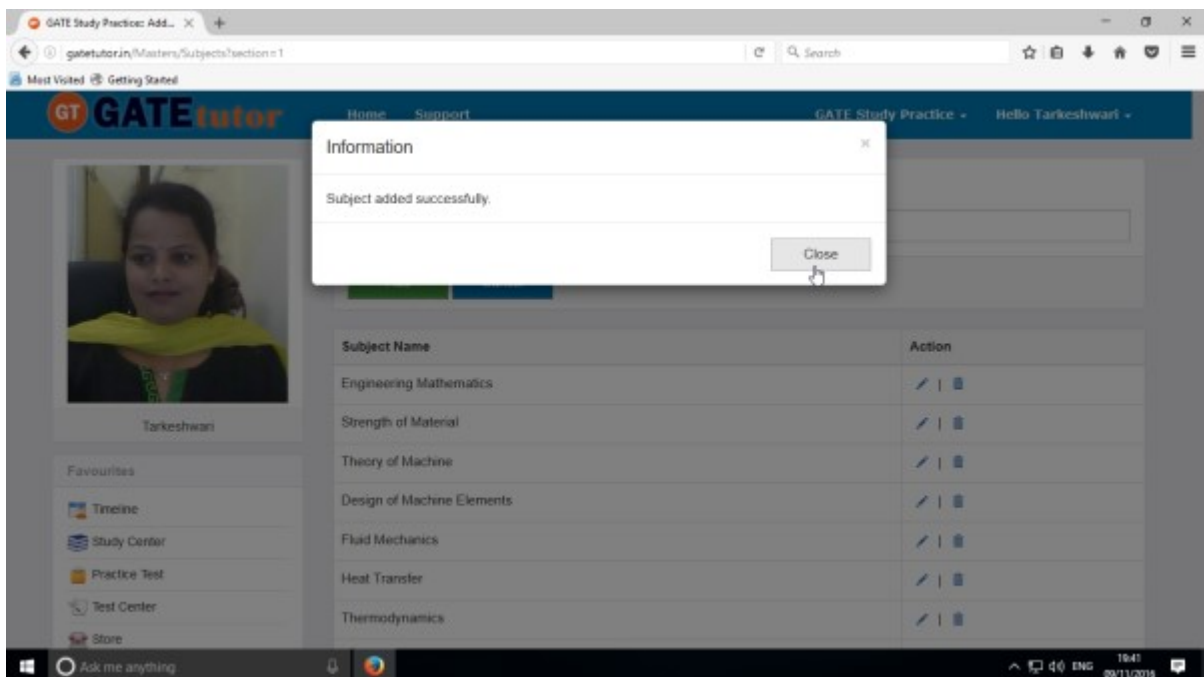 GATE Study Practice: Add...
gatetutor.in/Masters/Subjects?section=1
Search
Most Visited Getting Started
GT GATEtutor
Home Support GATE Study Practice Hello Tarkeshwari
Information
Subject added successfully.
Close
Subject Name Action
Engineering Mathematics
Strength of Material
Theory of Machine
Design of Machine Elements
Fluid Mechanics
Heat Transfer
Thermodynamics
Tarkeshwari
Favourites
Timeline
Study Center
Practice Test
Test Center
Store
Ask me anything
ENG
19:41